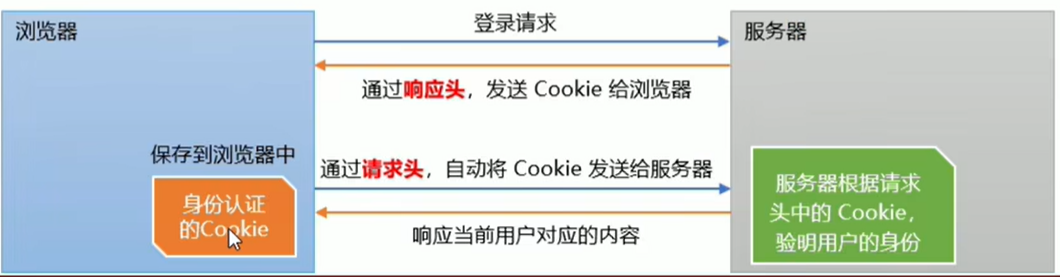 浏览器
登录请求
服务器
通过响应头，发送 Cookie 给浏览器
保存到浏览器中
通过请求头，自动将 Cookie 发送给服务器
身份认证
的Cookie
服务器根据请求
头中的 Cookie，
验明用户的身份
响应当前用户对应的内容